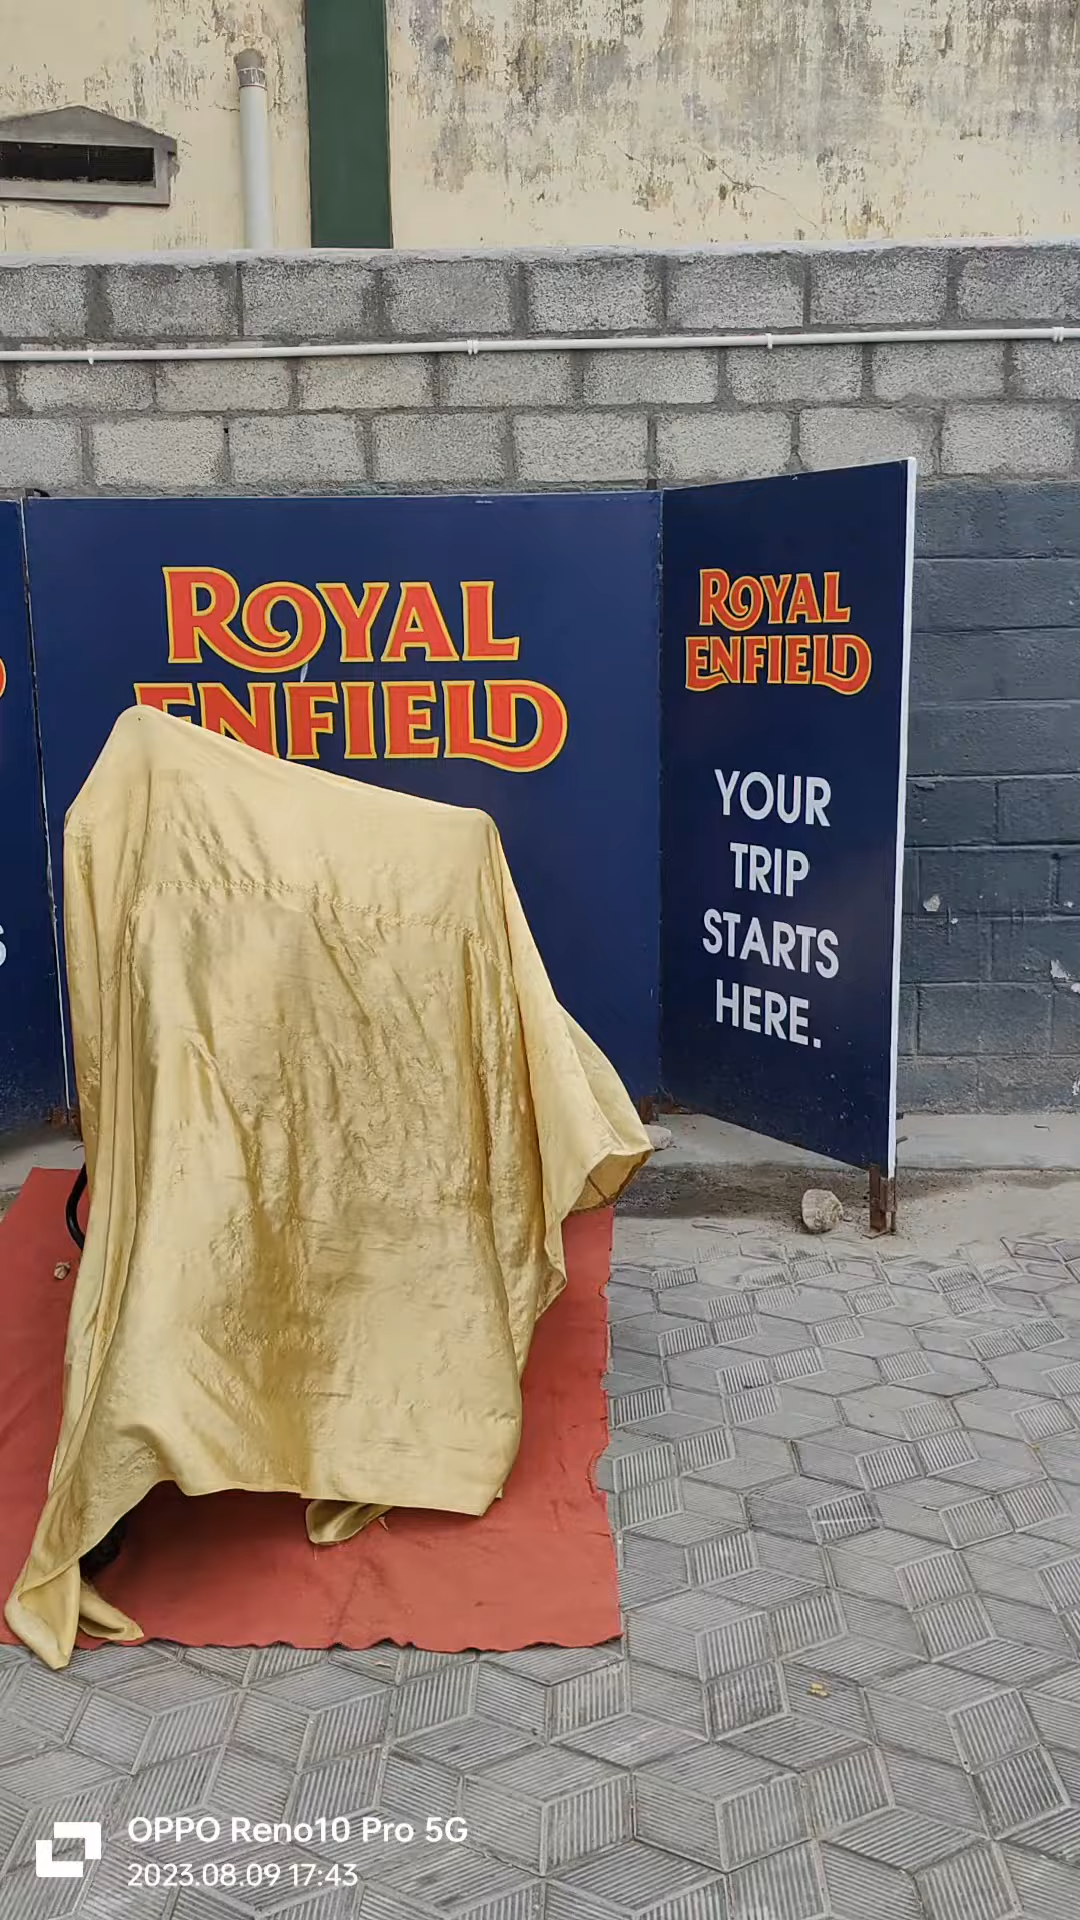 ROYAL
ENFIELD
ROYAL
ENFIELD
YOUR
TRIP
STARTS
HERE.
S
OPPO Reno10 Pro 5G
2023.08.09 17:43